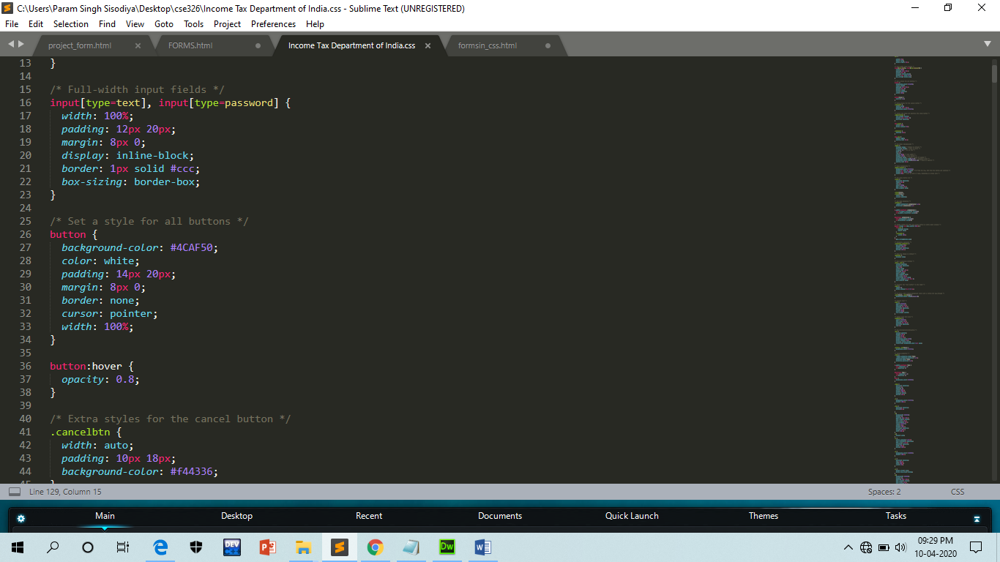 C:\Users\Param Singh Sisodiya\Desktop\cse326\Income Tax Department of India.css - Sublime Text (UNREGISTERED)
File Edit Selection Find View Goto Tools Project Preferences Help
project_form.html FORMS.html Income Tax Department of India.css formsin_css.html
13 }
14
15 /* Full-width input fields */
16 input[type=text], input[type=password] {
17 width: 100%;
18 padding: 12px 20px;
19 margin: 8px 0;
20 display: inline-block;
21 border: 1px solid #ccc;
22 box-sizing: border-box;
23 }
24
25 /* Set a style for all buttons */
26 button {
27 background-color: #4CAF50;
28 color: white;
29 padding: 14px 20px;
30 margin: 8px 0;
31 border: none;
32 cursor: pointer;
33 width: 100%;
34 }
35
36 button:hover {
37 opacity: 0.8;
38 }
39
40 /* Extra styles for the cancel button */
41 .cancelbtn {
42 width: auto;
43 padding: 10px 18px;
44 background-color: #f44336;
45 }
Line 129, Column 15 Spaces: 2 CSS
Main Desktop Recent Documents Quick Launch Themes Tasks
DEV Dw W
09:29 PM
10-04-2020